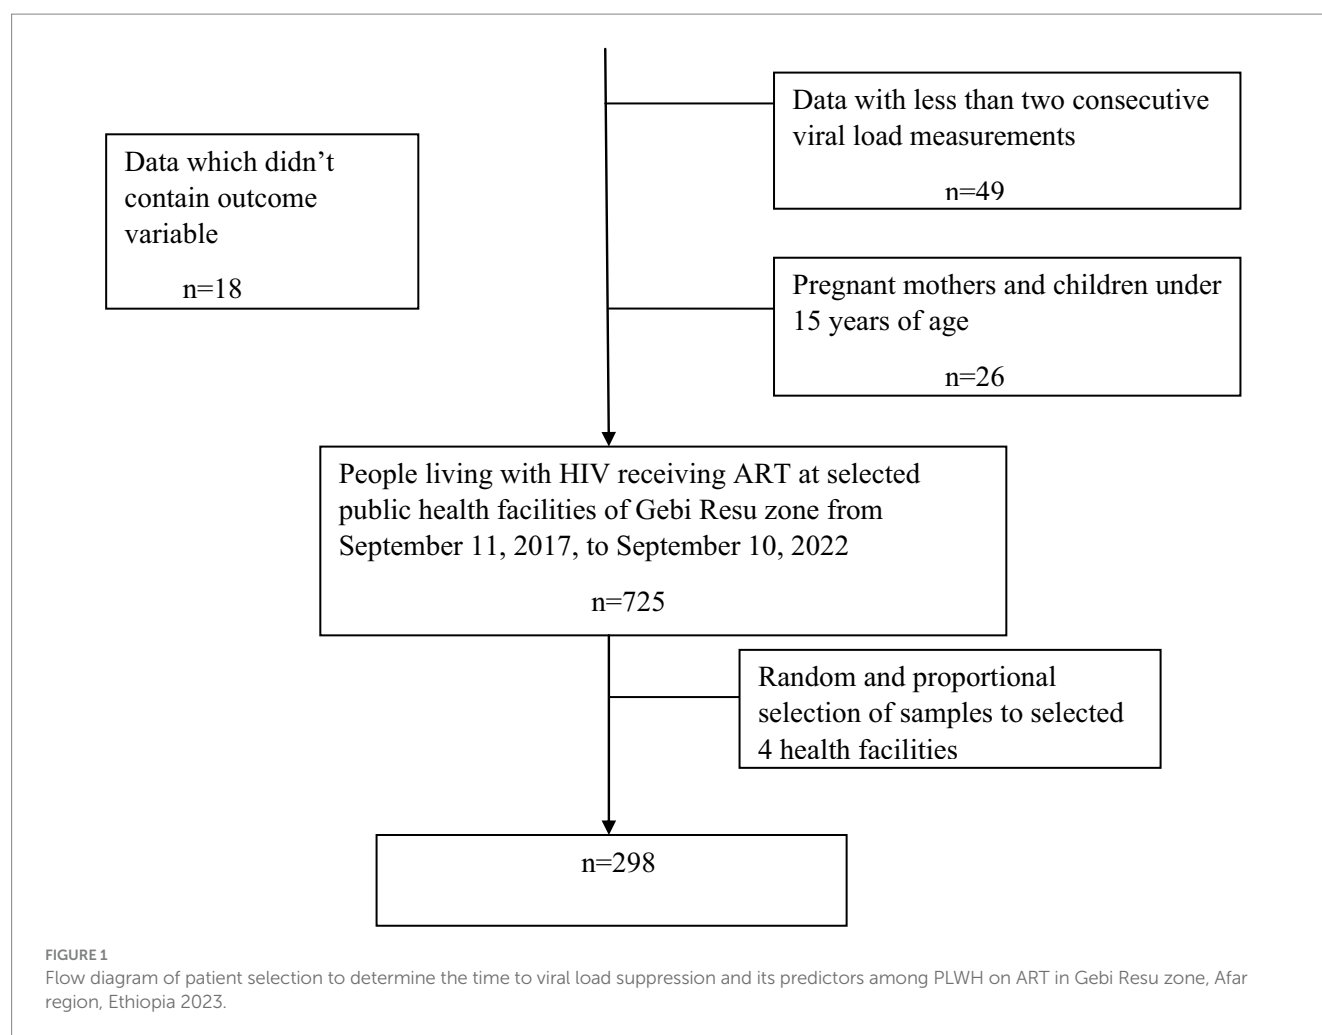 Data with less than two consecutive
viral load measurements
n=49
Data which didn’t
contain outcome
variable
n=18
Pregnant mothers and children under
15 years of age
n=26
People living with HIV receiving ART at selected
public health facilities of Gebi Resu zone from
September 11, 2017, to September 10, 2022
n=725
Random and proportional
selection of samples to selected
4 health facilities
n=298
FIGURE 1
Flow diagram of patient selection to determine the time to viral load suppression and its predictors among PLWH on ART in Gebi Resu zone, Afar
region, Ethiopia 2023.